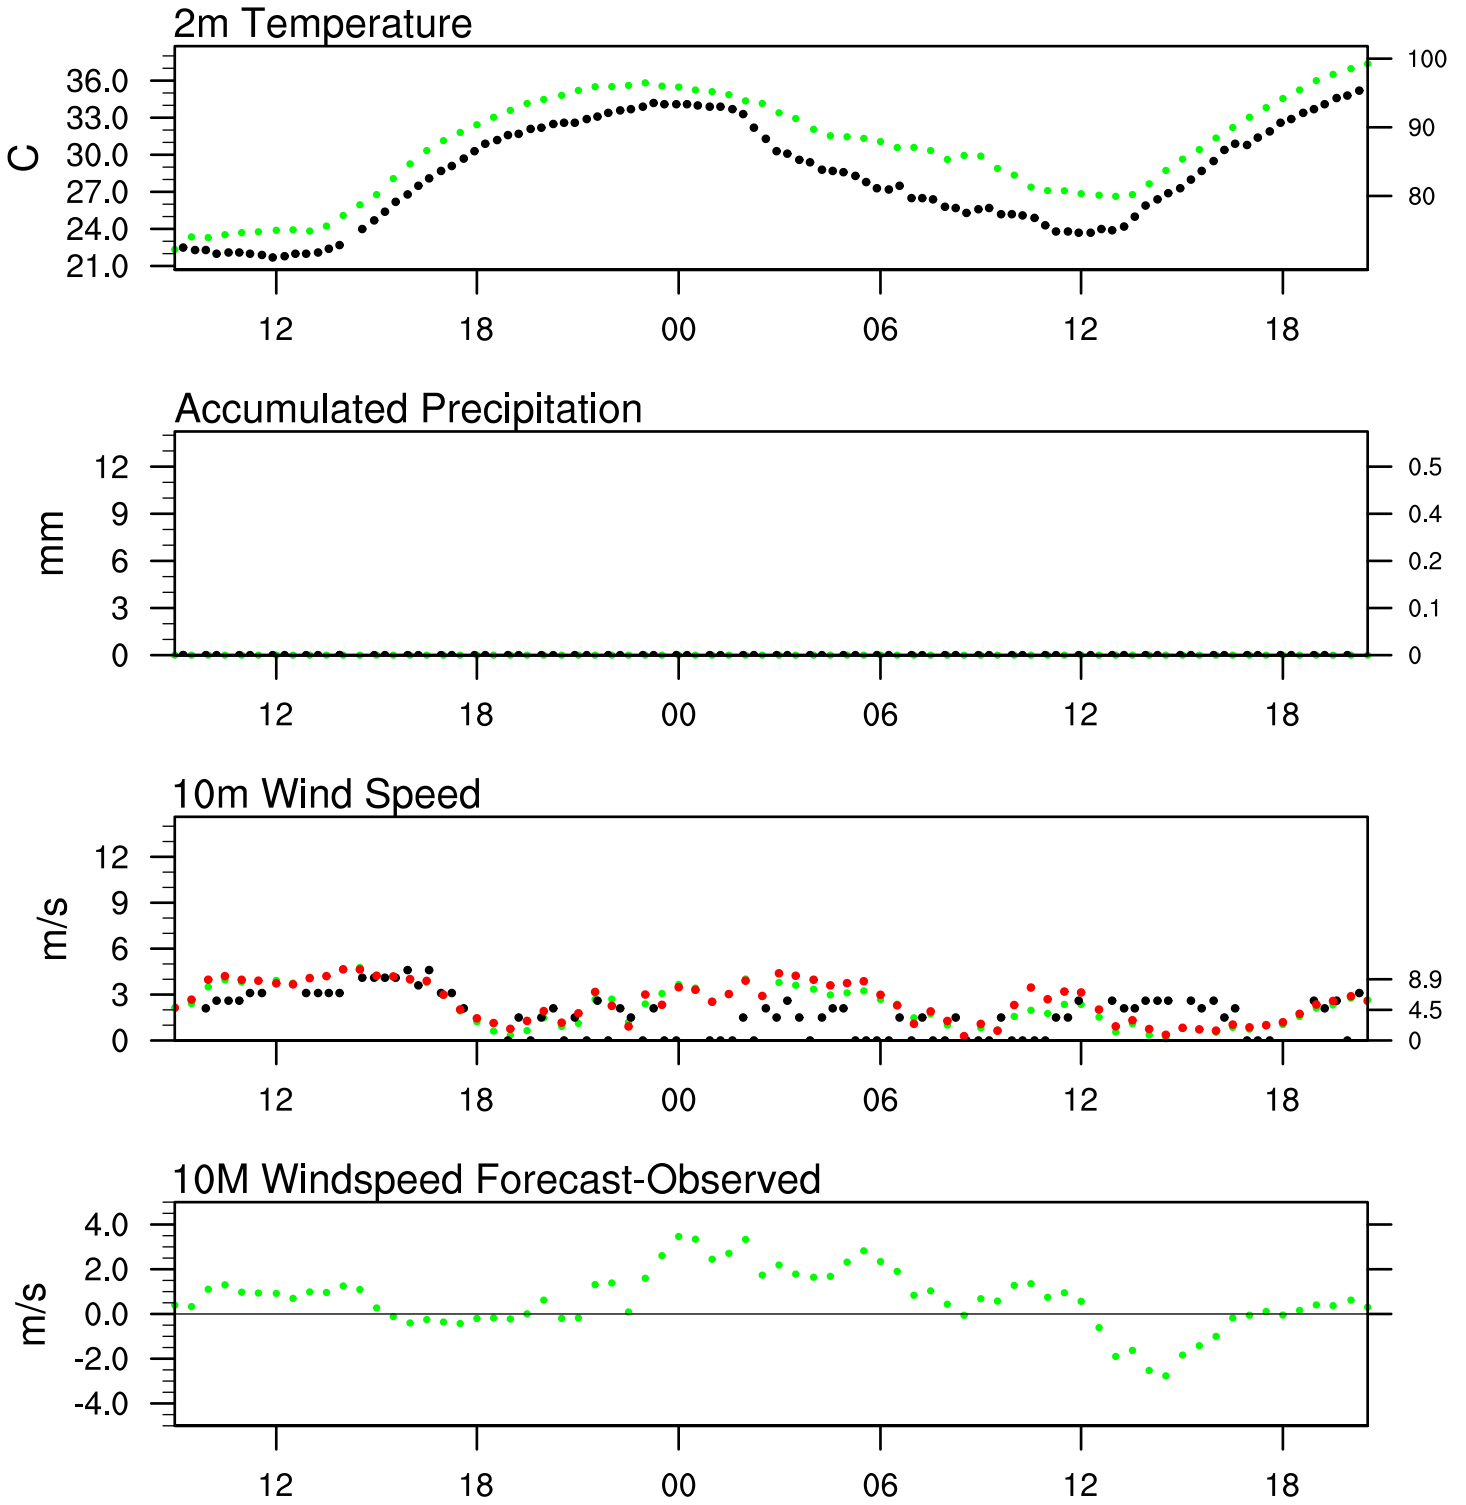 2m Temperature
C
36.0
33.0
30.0
27.0
24.0
21.0
100
90
80
12 18 00 06 12 18
Accumulated Precipitation
mm
12
9
6
3
0
0.5
0.4
0.2
0.1
0
12 18 00 06 12 18
10m Wind Speed
m/s
12
9
6
3
0
8.9
4.5
0
12 18 00 06 12 18
10M Windspeed Forecast-Observed
m/s
4.0
2.0
0.0
-2.0
-4.0
12 18 00 06 12 18